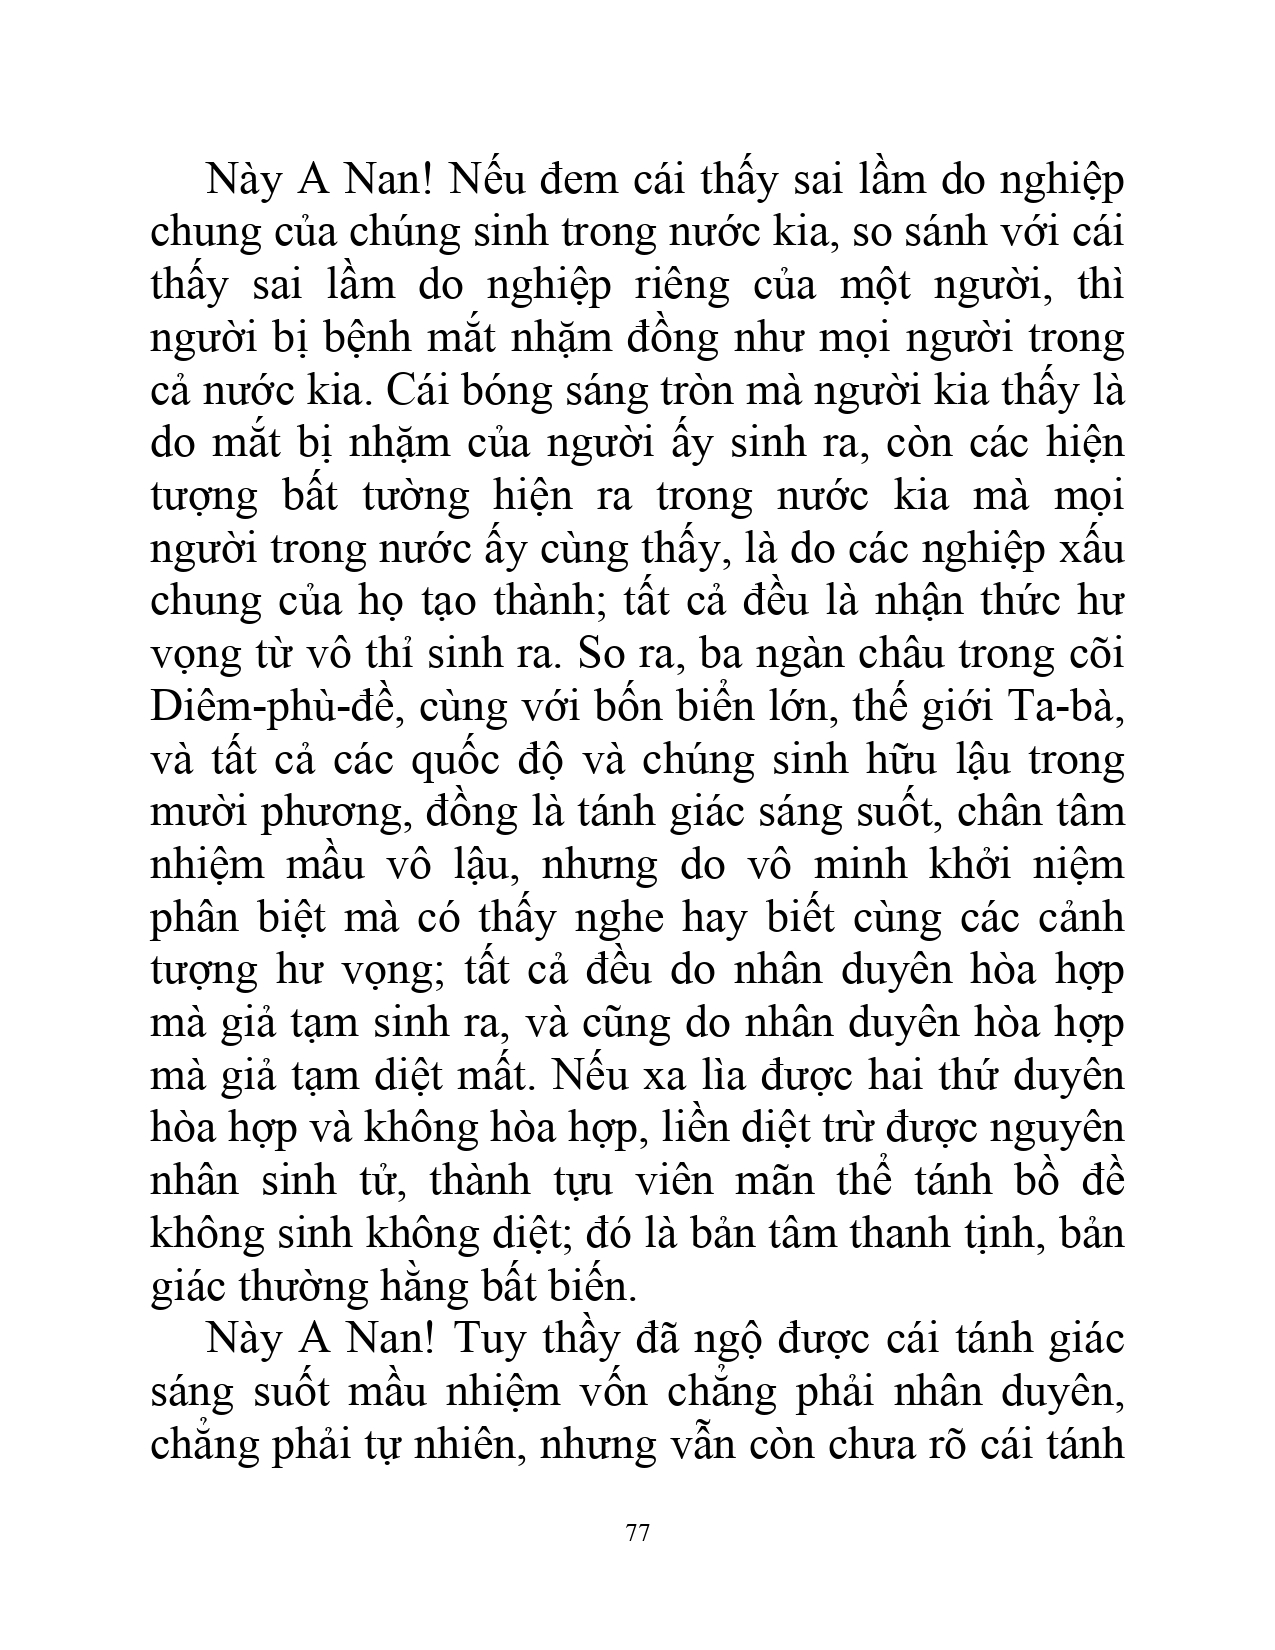 Này A Nan! Nếu đem cái thấy sai lầm do nghiệp
chung của chúng sinh trong nước kia, so sánh với cái
thấy sai lầm do nghiệp riêng của một người, thì
người bị bệnh mắt nhặm đồng như mọi người trong
cả nước kia. Cái bóng sáng tròn mà người kia thấy là
do mắt bị nhặm của người ấy sinh ra, còn các hiện
tượng bất tường hiện ra trong nước kia mà mọi
người trong nước ấy cùng thấy, là do các nghiệp xấu
chung của họ tạo thành; tất cả đều là nhận thức hư
vọng từ vô thỉ sinh ra. So ra, ba ngàn châu trong cõi
Diêm-phù-đề, cùng với bốn biển lớn, thế giới Ta-bà,
và tất cả các quốc độ và chúng sinh hữu lậu trong
mười phương, đồng là tánh giác sáng suốt, chân tâm
nhiệm mầu vô lậu, nhưng do vô minh khởi niệm
phân biệt mà có thấy nghe hay biết cùng các cảnh
tượng hư vọng; tất cả đều do nhân duyên hòa hợp
mà giả tạm sinh ra, và cũng do nhân duyên hòa hợp
mà giả tạm diệt mất. Nếu xa lìa được hai thứ duyên
hòa hợp và không hòa hợp, liền diệt trừ được nguyên
nhân sinh tử, thành tựu viên mãn thể tánh bồ đề
không sinh không diệt; đó là bản tâm thanh tịnh, bản
giác thường hằng bất biến.
Này A Nan! Tuy thầy đã ngộ được cái tánh giác
sáng suốt mầu nhiệm vốn chẳng phải nhân duyên,
chẳng phải tự nhiên, nhưng vẫn còn chưa rõ cái tánh
77